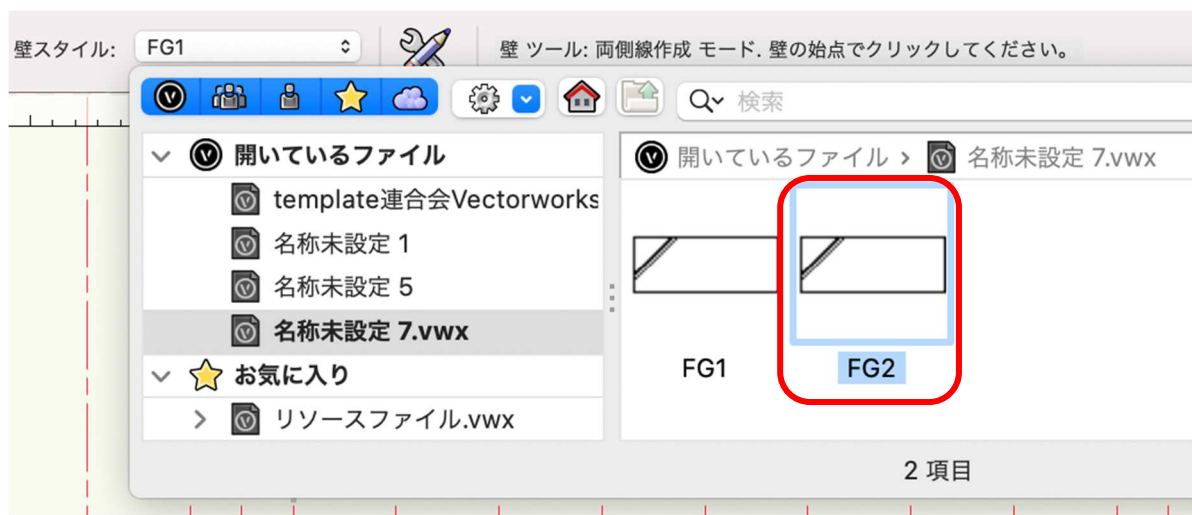 壁スタイル: FG1 壁 ツール: 両側線作成 モード. 壁の始点でクリックしてください。
検索
開いているファイル
template連合会Vectorworks
名称未設定 1
名称未設定 5
名称未設定 7.vwx
お気に入り
リソースファイル.vwx
開いているファイル › 名称未設定 7.vwx
FG1
FG2
2 項目